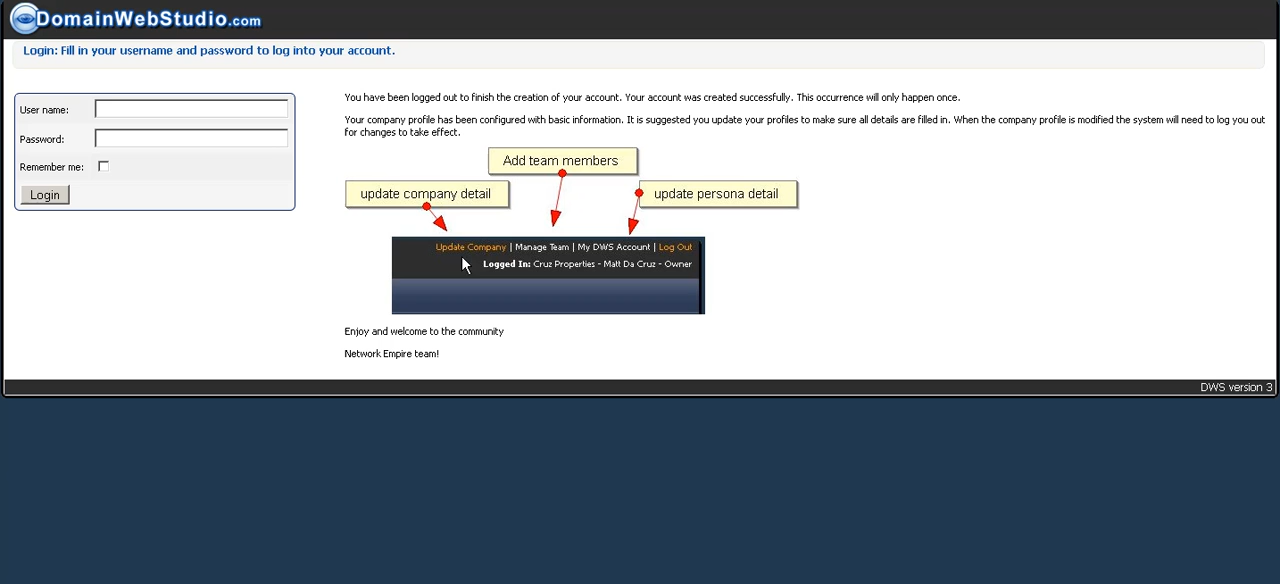 DomainWebStudio.com
Login: Fill in your username and password to log into your account.
User name:
Password:
Remember me:
Login
You have been logged out to finish the creation of your account. Your account was created successfully. This occurrence will only happen once.
Your company profile has been configured with basic information. It is suggested you update your profiles to make sure all details are filled in. When the company profile is modified the system will need to log you out
for changes to take effect.
Add team members
update company detail
update persona detail
Update Company | Manage Team | My DWS Account | Log Out
Logged In: Cruz Properties - Matt Da Cruz - Owner
Enjoy and welcome to the community
Network Empire team!
DWS version 3